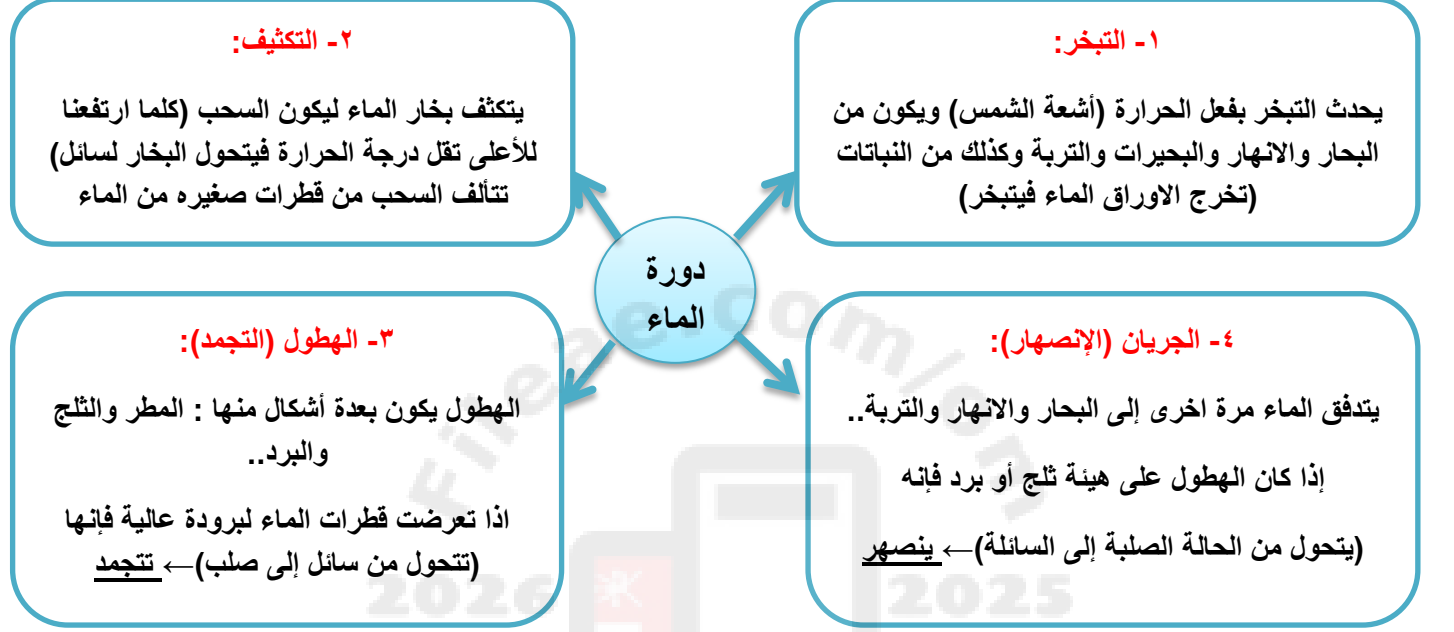 ١- التبخر:
يحدث التبخر بفعل الحرارة (أشعة الشمس) ويكون من
البحار والانهار والبحيرات والتربة وكذلك من النباتات
(تخرج الاوراق الماء فيتبخر)
٢- التكثيف:
يتكثف بخار الماء ليكون السحب (كلما ارتفعنا
للأعلى تقل درجة الحرارة فيتحول البخار لسائل)
تتألف السحب من قطرات صغيره من الماء
دورة
الماء
٣- الهطول (التجمد):
الهطول يكون بعدة أشكال منها : المطر والثلج
والبرد..
اذا تعرضت قطرات الماء لبرودة عالية فإنها
(تتحول من سائل إلى صلب)← تتجمد
٤- الجريان (الإنصهار):
يتدفق الماء مرة اخرى إلى البحار والانهار والتربة..
إذا كان الهطول على هيئة ثلج أو برد فإنه
(يتحول من الحالة الصلبة إلى السائلة)← ينصهر
Fileae.com/om
2026
2025